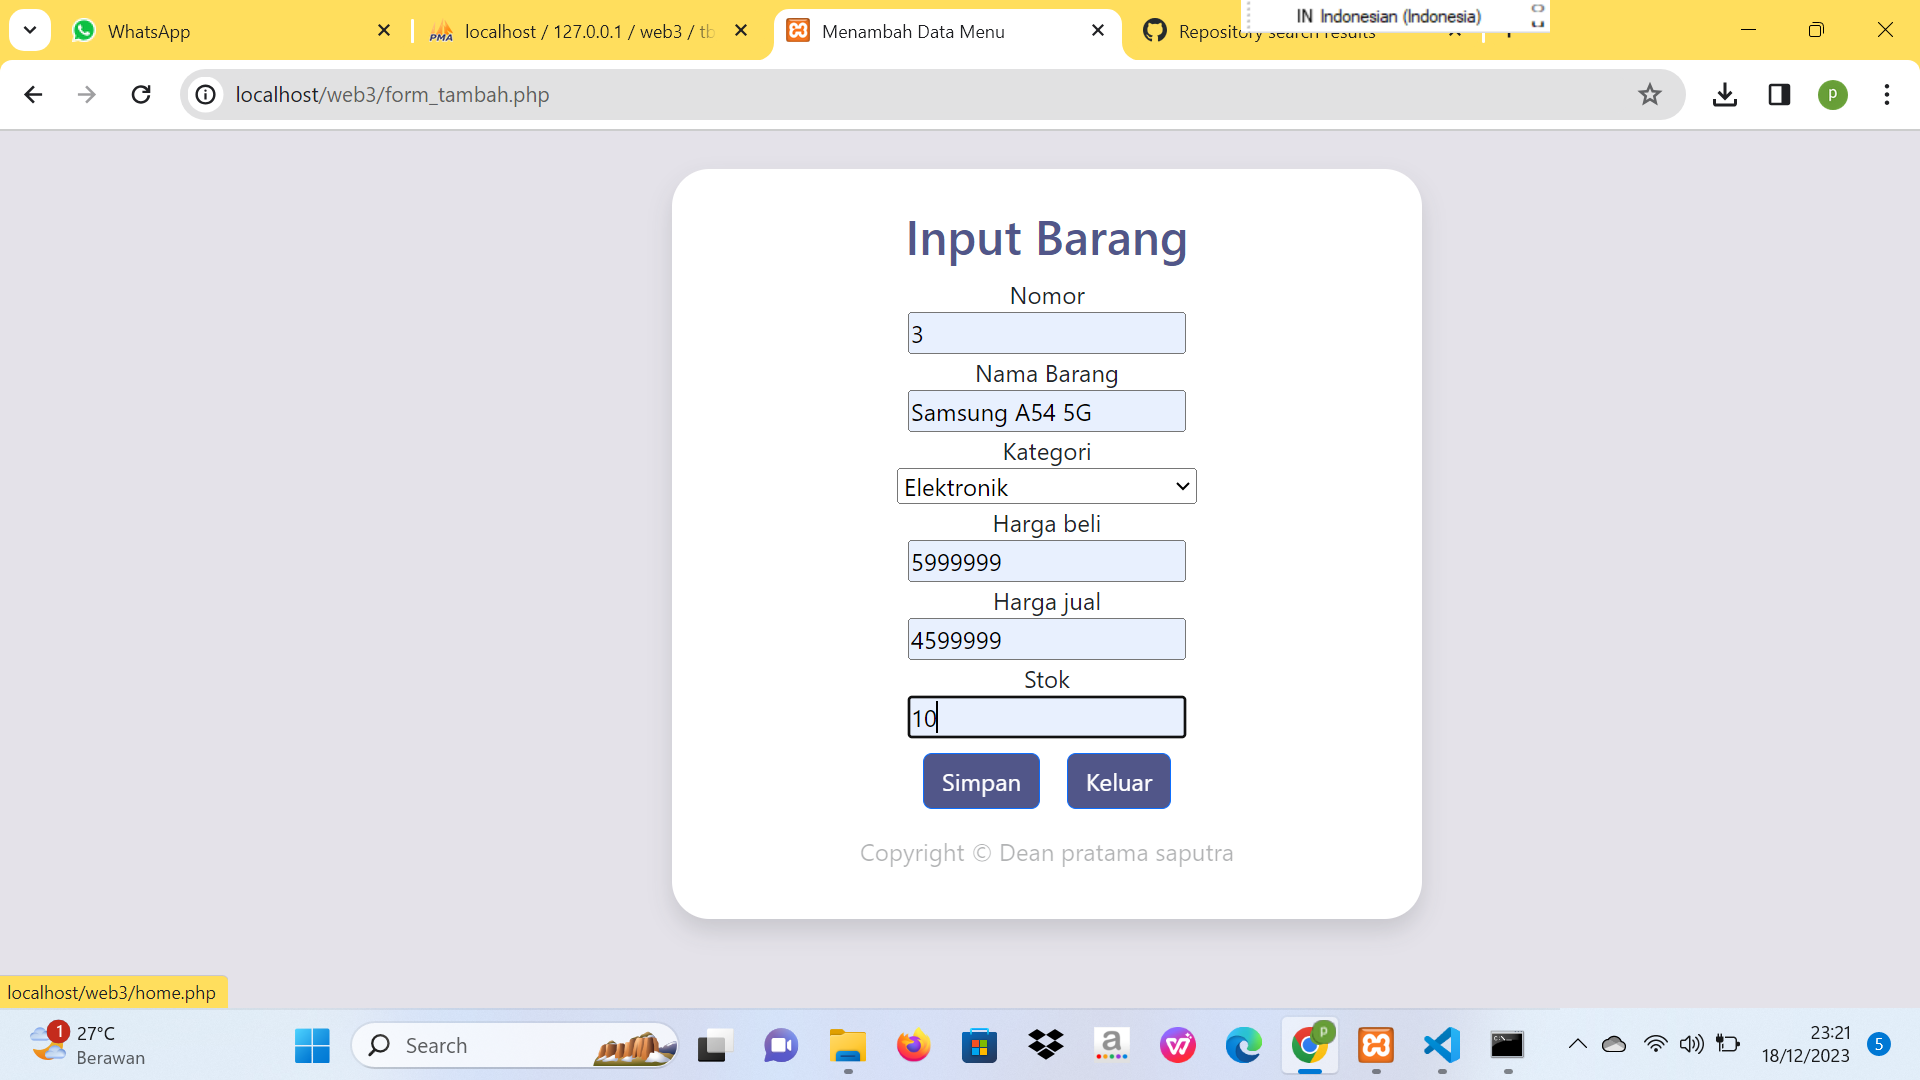 IN Indonesian (Indonesia)
WhatsApp
PMA localhost / 127.0.0.1 / web3 / tb
Menambah Data Menu
Repository search results
localhost/web3/form_tambah.php
p
Input Barang
Nomor
3
Nama Barang
Samsung A54 5G
Kategori
Elektronik
Harga beli
5999999
Harga jual
4599999
Stok
10
Simpan Keluar
Copyright © Dean pratama saputra
localhost/web3/home.php
1
27°C
Berawan
Search
a
p
23:21
18/12/2023
5